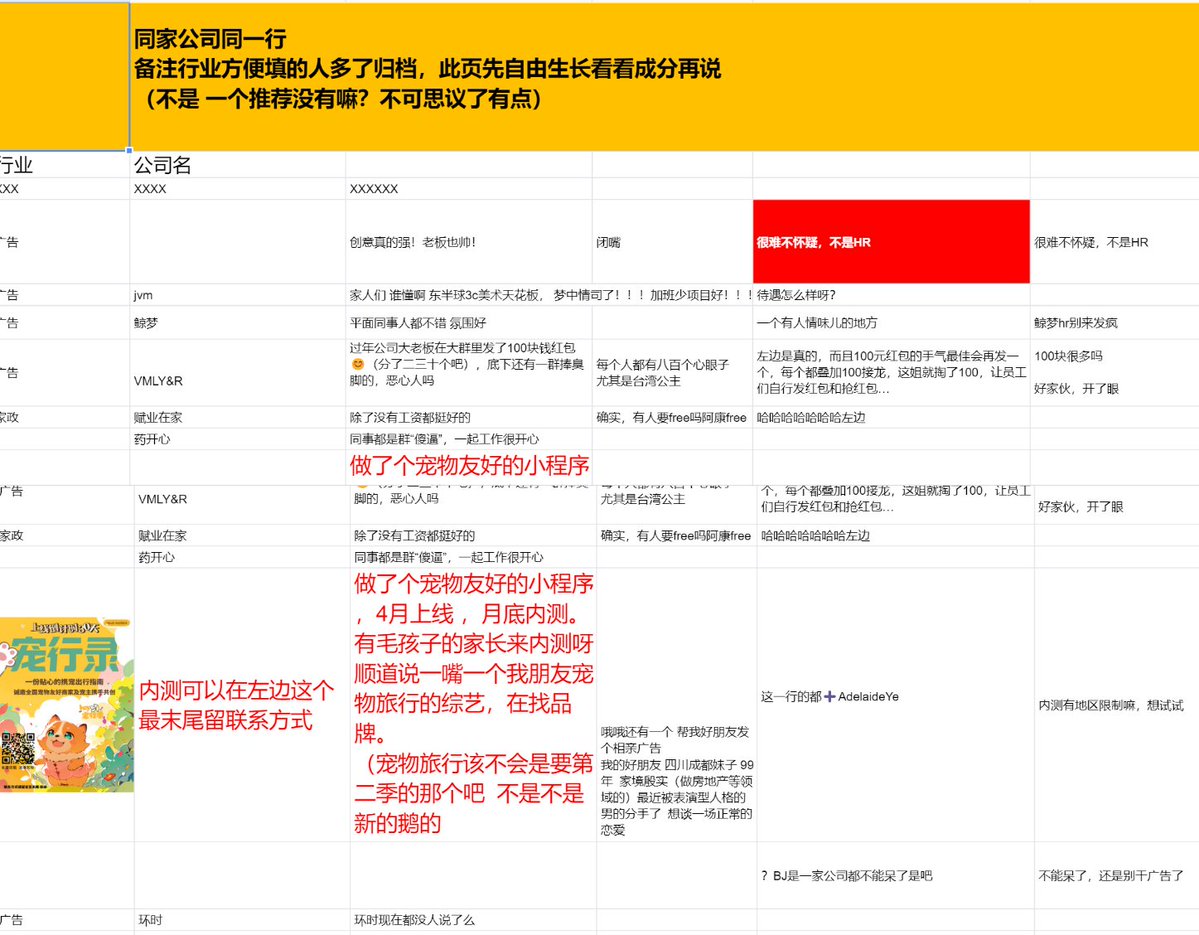 同家公司同一行
备注行业方便填的人多了归档，此页先自由生长看看成分再说
（不是 一个推荐没有嘛？不可思议了有点）
行业
公司名
XXX
XXXX
XXXXXX
广告
创意真的强！老板也帅！
闭嘴
很难不怀疑，不是HR
很难不怀疑，不是HR
广告
jvm
家人们 谁懂啊 东半球3c美术天花板， 梦中情司了！！！加班少项目好！！！
待遇怎么样呀？
广告
鲸梦
平面同事人都不错 氛围好
一个有人情味儿的地方
鲸梦hr别来发疯
广告
VMLY&R
过年公司大老板在大群里发了100块钱红包
😊（分了二三十个吧），底下还有一群捧臭
脚的，恶心人吗
每个人都有八百个心眼子
尤其是台湾公主
左边是真的，而且100元红包的手气最佳会再发一
个，每个都叠加100接龙，这姐就掏了100，让员工
们自行发红包和抢红包...
100块很多吗
好家伙，开了眼
家政
赋业在家
除了没有工资都挺好的
确实，有人要free吗阿康free
哈哈哈哈哈哈哈左边
药开心
同事都是群“傻逼”，一起工作很开心
做了个宠物友好的小程序
广告
VMLY&R
脚的，恶心人吗
尤其是台湾公主
个，每个都叠加100接龙，这姐就掏了100，让员工
们自行发红包和抢红包...
好家伙，开了眼
家政
赋业在家
除了没有工资都挺好的
确实，有人要free吗阿康free
哈哈哈哈哈哈哈左边
药开心
同事都是群“傻逼”，一起工作很开心
宠行录
一份贴心的携宠出行指南
诚邀全国宠物友好商家及宠主携手共创
内测可以在左边这个
最末尾留联系方式
做了个宠物友好的小程序
，4月上线 ，月底内测。
有毛孩子的家长来内测呀
顺道说一嘴一个我朋友宠
物旅行的综艺，在找品
牌。
（宠物旅行该不会是要第
二季的那个吧 不是不是
新的鹅的
哦哦还有一个 帮我好朋友发
个相亲广告
我的好朋友 四川成都妹子 99
年 家境殷实（做房地产等领
域的）最近被表演型人格的
男的分手了 想谈一场正常的
恋爱
这一行的都➕AdelaideYe
内测有地区限制嘛，想试试
？BJ是一家公司都不能呆了是吧
不能呆了，还是别干广告了
广告
环时
环时现在都没人说了么